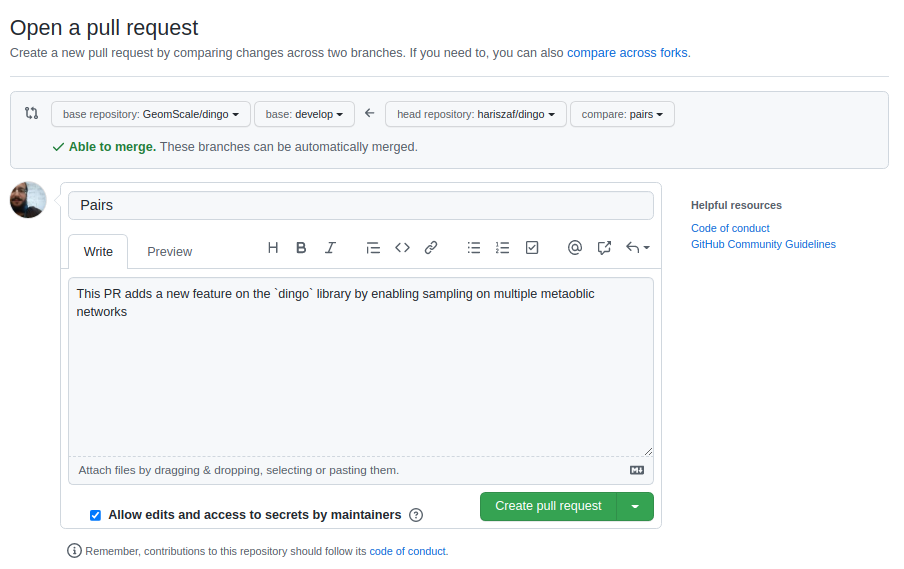 Open a pull request
Create a new pull request by comparing changes across two branches. If you need to, you can also compare across forks.
base repository: GeomScale/dingo base: develop head repository: hariszaf/dingo compare: pairs
Able to merge. These branches can be automatically merged.
Pairs
Write Preview
This PR adds a new feature on the `dingo` library by enabling sampling on multiple metaoblic
networks
Attach files by dragging & dropping, selecting or pasting them.
Allow edits and access to secrets by maintainers
Create pull request
Remember, contributions to this repository should follow its code of conduct.
Helpful resources
Code of conduct
GitHub Community Guidelines